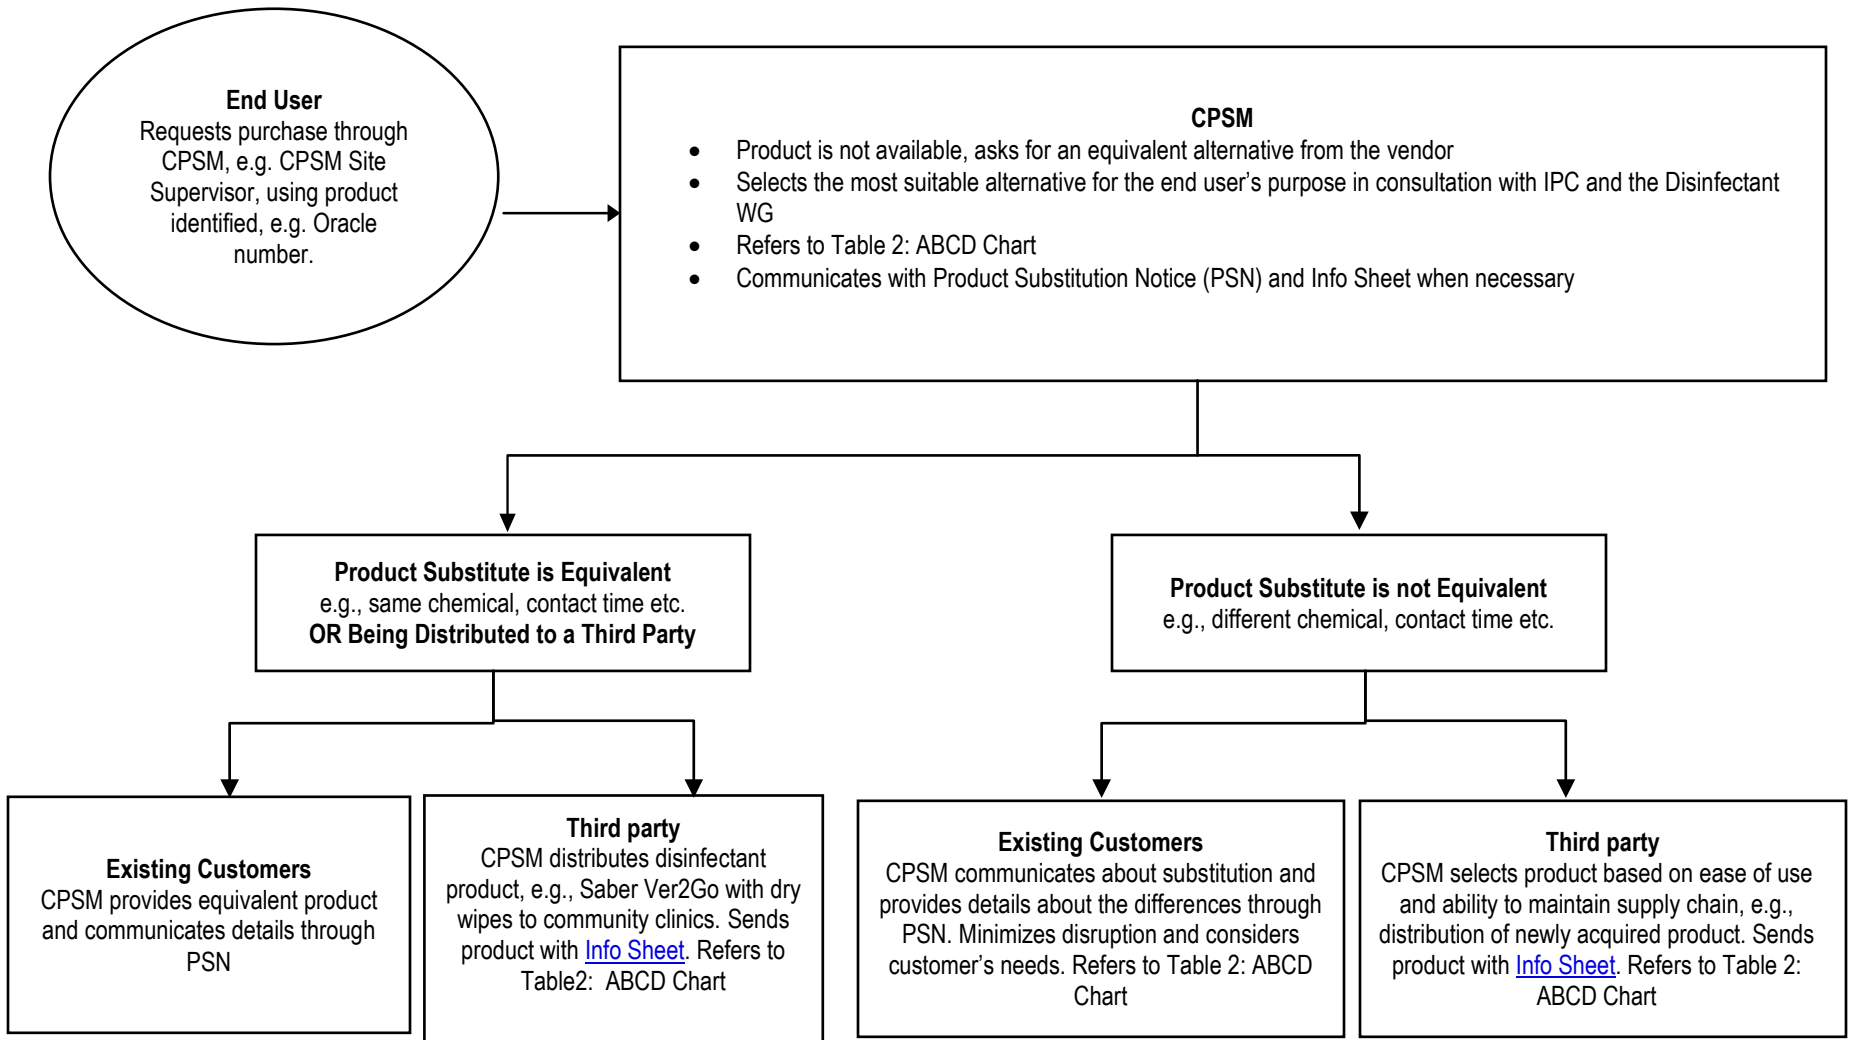 End User
Requests purchase through
CPSM, e.g. CPSM Site
Supervisor, using product
identified, e.g. Oracle
number.
CPSM
• Product is not available, asks for an equivalent alternative from the vendor
• Selects the most suitable alternative for the end user’s purpose in consultation with IPC and the Disinfectant
WG
• Refers to Table 2: ABCD Chart
• Communicates with Product Substitution Notice (PSN) and Info Sheet when necessary
Product Substitute is Equivalent
e.g., same chemical, contact time etc.
OR Being Distributed to a Third Party
Product Substitute is not Equivalent
e.g., different chemical, contact time etc.
Existing Customers
CPSM provides equivalent product
and communicates details through
PSN
Third party
CPSM distributes disinfectant
product, e.g., Saber Ver2Go with dry
wipes to community clinics. Sends
product with Info Sheet. Refers to
Table2: ABCD Chart
Existing Customers
CPSM communicates about substitution and
provides details about the differences through
PSN. Minimizes disruption and considers
customer’s needs. Refers to Table 2: ABCD
Chart
Third party
CPSM selects product based on ease of use
and ability to maintain supply chain, e.g.,
distribution of newly acquired product. Sends
product with Info Sheet. Refers to Table 2:
ABCD Chart